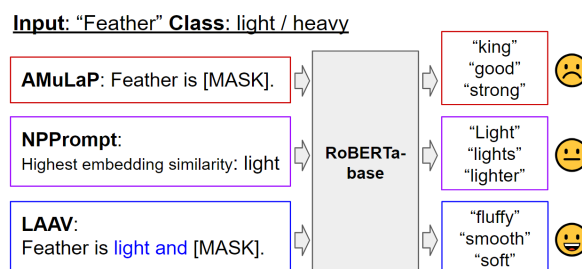 Input: “Feather” Class: light / heavy
AMuLaP: Feather is [MASK].
“king”
“good”
“strong”
NPPrompt:
Highest embedding similarity: light
RoBERTa-
base
“Light”
“lights”
“lighter”
LAAV:
Feather is light and [MASK].
“fluffy”
“smooth”
“soft”